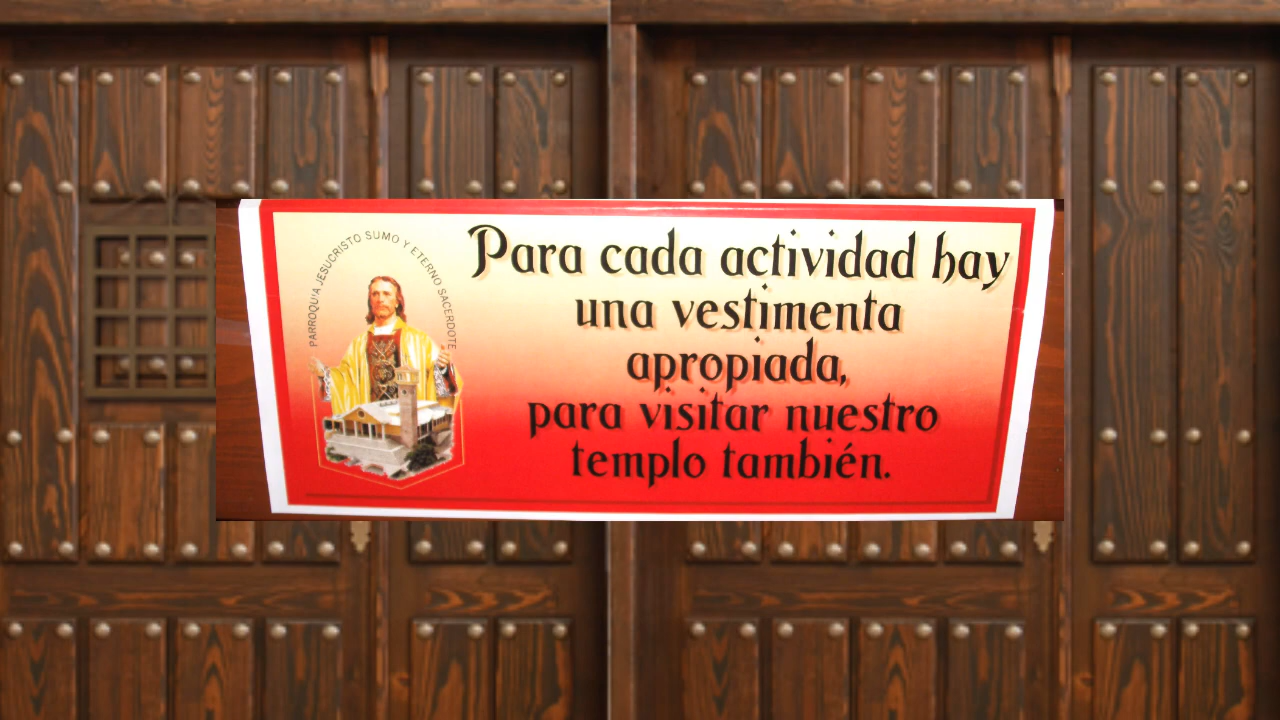 PARROQUIA JESUCRISTO SUMO Y ETERNO SACERDOTE
Para cada actividad hay
una vestimenta
apropiada,
para visitar nuestro
templo también.